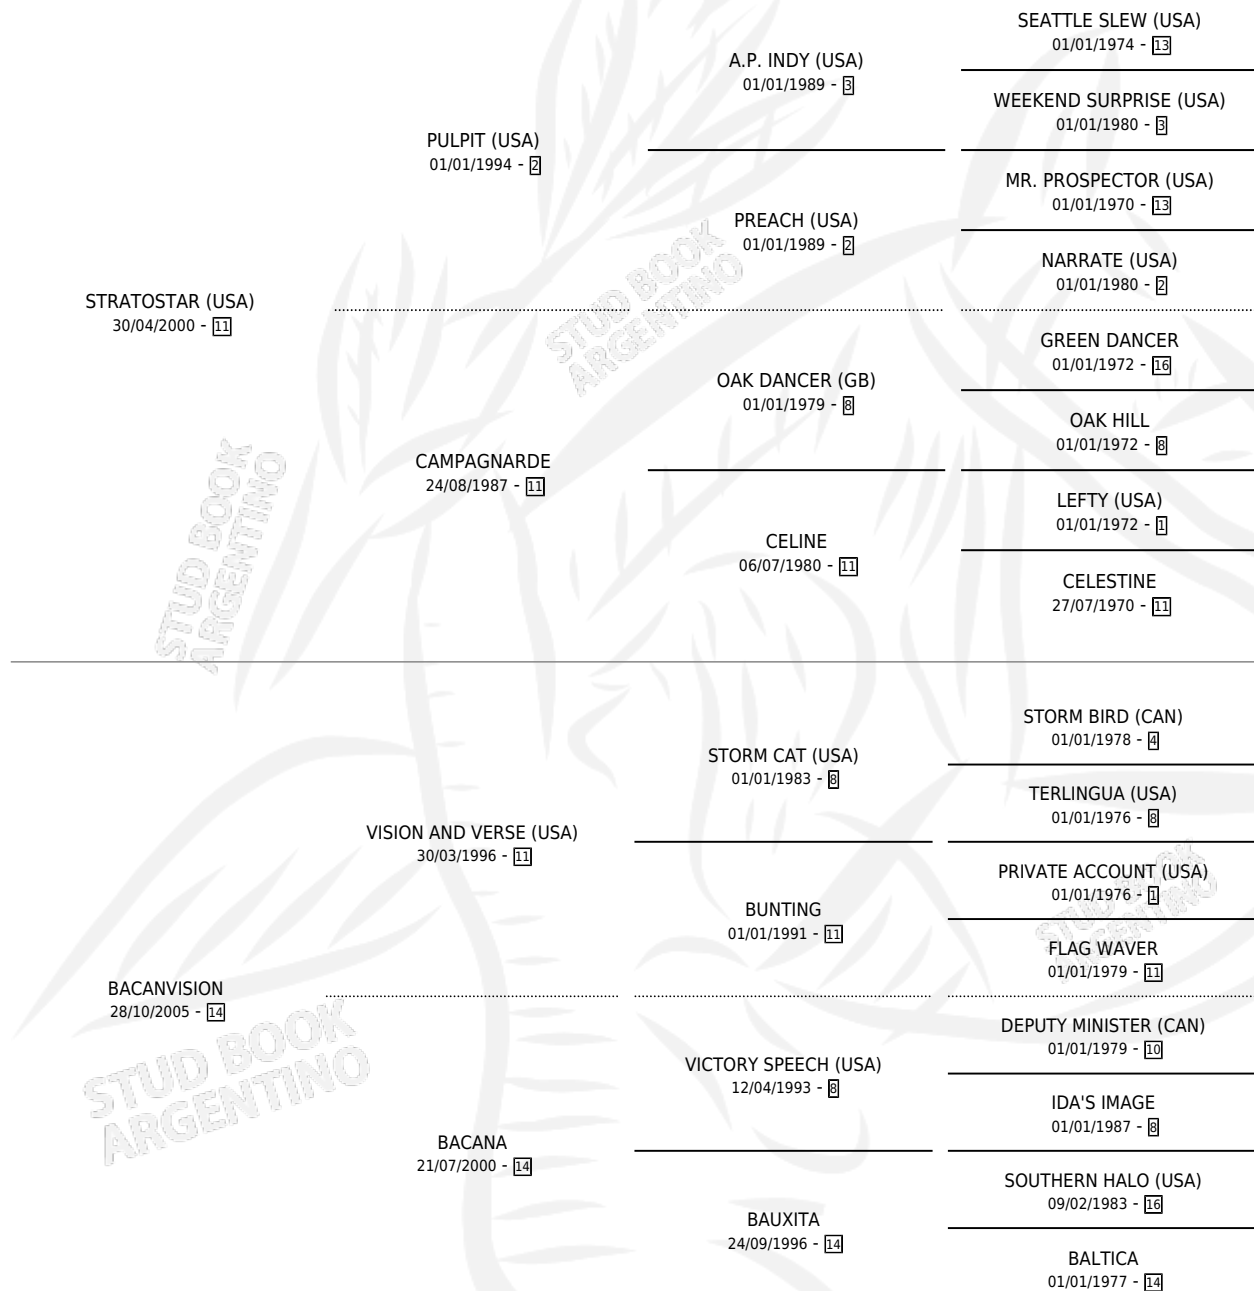 SEATTLE SLEW (USA)
01/01/1974 - 13
A.P. INDY (USA)
01/01/1989 - 3
WEEKEND SURPRISE (USA)
01/01/1980 - 3
PULPIT (USA)
01/01/1994 - 2
MR. PROSPECTOR (USA)
01/01/1970 - 13
PREACH (USA)
01/01/1989 - 2
NARRATE (USA)
01/01/1980 - 2
STRATOSTAR (USA)
30/04/2000 - 11
GREEN DANCER
01/01/1972 - 16
OAK DANCER (GB)
01/01/1979 - 8
OAK HILL
01/01/1972 - 8
CAMPAGNARDE
24/08/1987 - 11
LEFTY (USA)
01/01/1972 - 1
CELINE
06/07/1980 - 11
CELESTINE
27/07/1970 - 11
STORM BIRD (CAN)
01/01/1978 - 4
STORM CAT (USA)
01/01/1983 - 8
TERLINGUA (USA)
01/01/1976 - 8
VISION AND VERSE (USA)
30/03/1996 - 11
PRIVATE ACCOUNT (USA)
01/01/1976 - 1
BUNTING
01/01/1991 - 11
FLAG WAVER
01/01/1979 - 11
BACANVISION
28/10/2005 - 14
DEPUTY MINISTER (CAN)
01/01/1979 - 10
VICTORY SPEECH (USA)
12/04/1993 - 8
IDA'S IMAGE
01/01/1987 - 8
BACANA
21/07/2000 - 14
SOUTHERN HALO (USA)
09/02/1983 - 16
BAUXITA
24/09/1996 - 14
BALTICA
01/01/1977 - 14
STUD BOOK
ARGENTINO
STUD BOOK
ARGENTINO
STUD BOOK
ARGENTINO
STUD BOOK
ARGENTINO